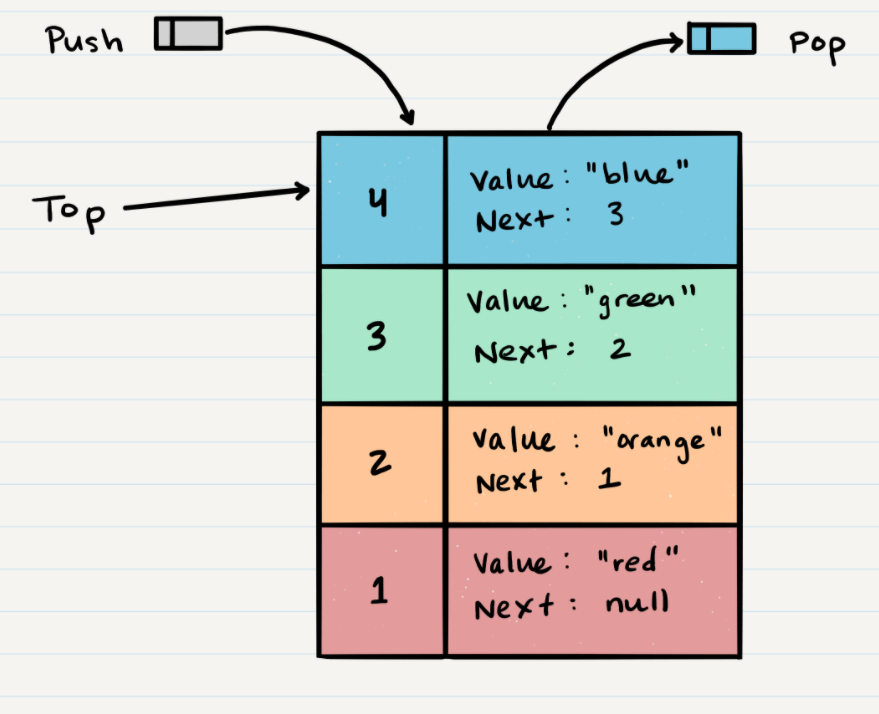 Push
Pop
Top
4
Value: "blue"
Next: 3
3
Value: "green"
Next: 2
2
Value: "orange"
Next: 1
1
Value: "red"
Next: null